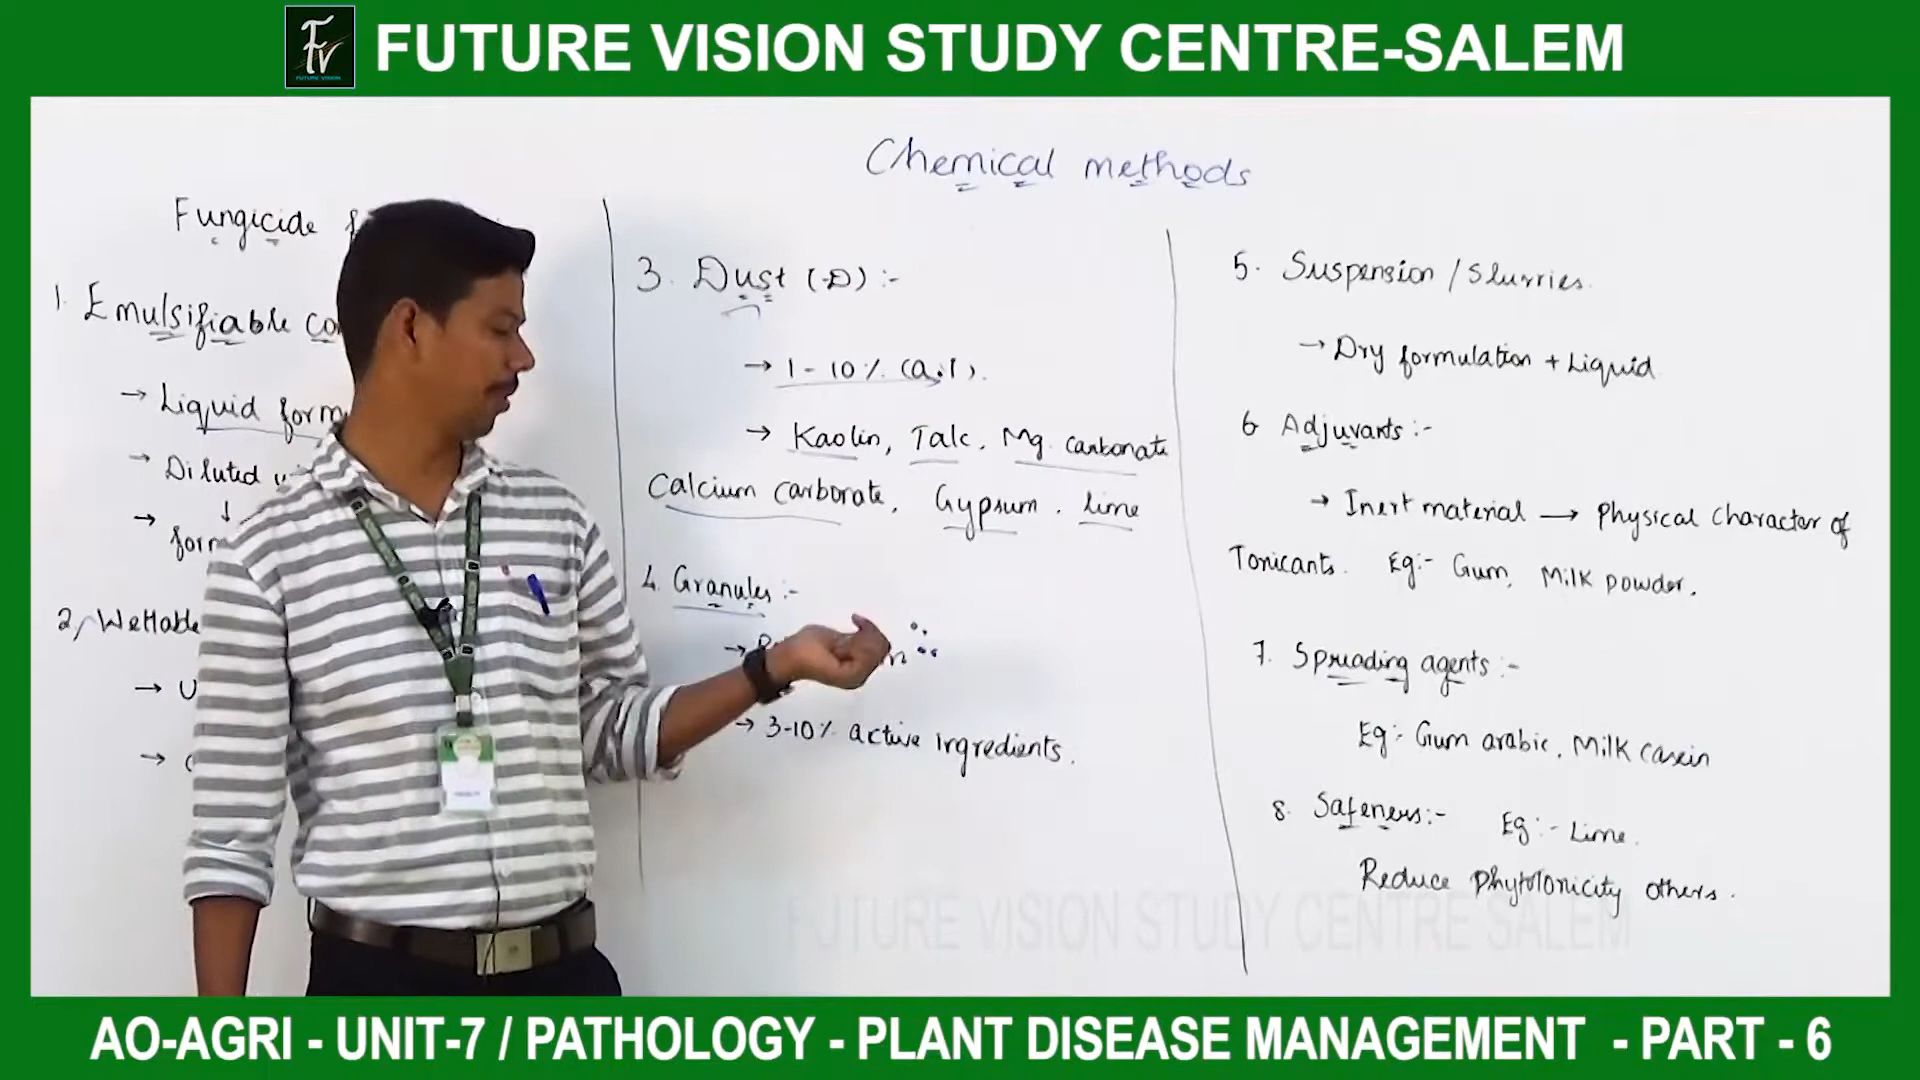 FV
FUTURE VISION
FUTURE VISION STUDY CENTRE-SALEM
Chemical methods
Fungicide
1. Emulsifiable
→ Liquid
→ Diluted
↓
→
2, Wettable
→
→
3. Dust (D) :-
→ 1 - 10% (a.i).
→ Kaolin, Talc, Mg. carbonate
Calcium carbonate, Gypsum, lime
4. Granules :-
→
→ 3-10% active ingredients.
5. Suspension / Slurries.
→ Dry formulation + Liquid
6 Adjuvants :-
→ Inert material → Physical character of
Toxicants. Eg:- Gum, Milk powder.
7. Spreading agents :-
Eg:- Gum arabic, Milk casein
8. Safeners:- Eg:- Lime.
Reduce phytotoxicity others.
FUTURE VISION STUDY CENTRE SALEM
AO-AGRI - UNIT-7 / PATHOLOGY - PLANT DISEASE MANAGEMENT - PART - 6